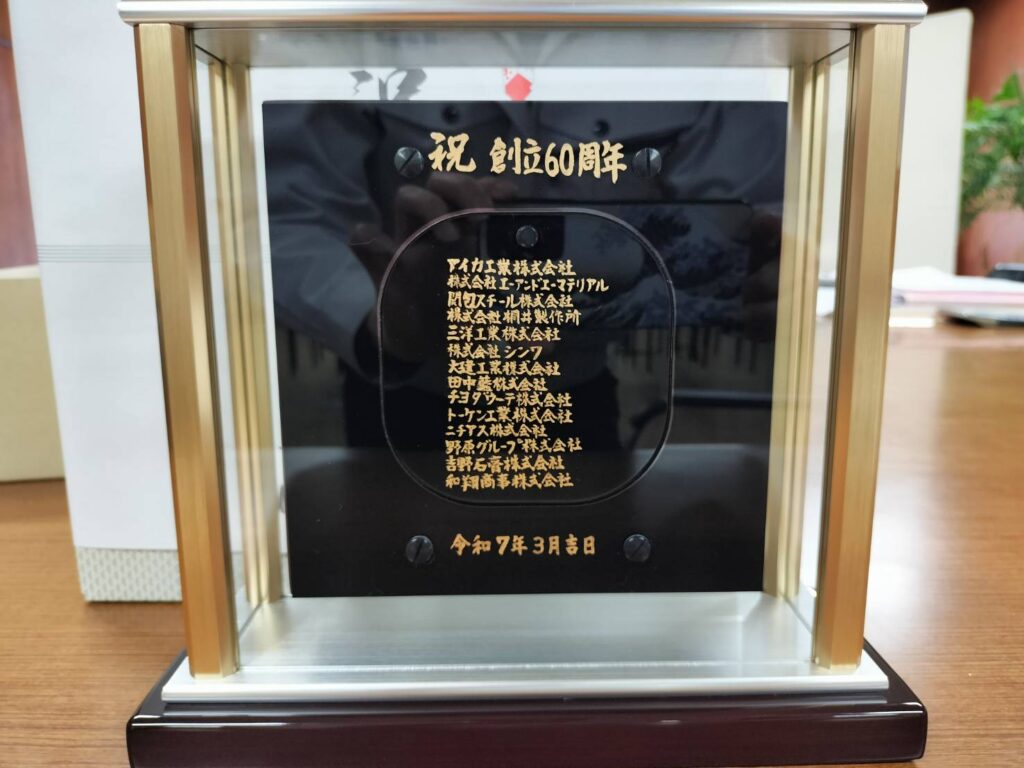 祝 創立60周年
アイカ工業株式会社
株式会社エーアンドエーマテリアル
関包スチール株式会社
株式会社桐井製作所
三洋工業株式会社
株式会社シンワ
大建工業株式会社
田中藍株式会社
チヨダウーテ株式会社
トーケン工業株式会社
ニチアス株式会社
野原グループ株式会社
吉野石膏株式会社
和翔商事株式会社
令和7年3月吉日